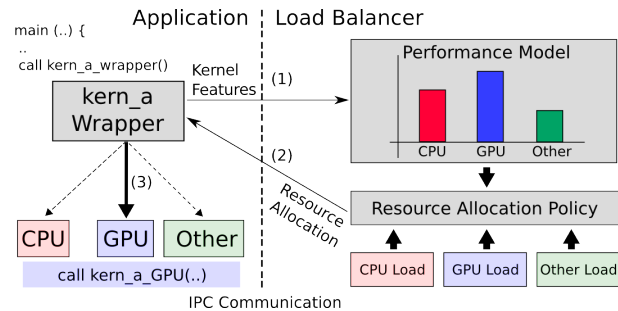 Application
Load Balancer
main (..) {
..
call kern_a_wrapper()
kern_a
Wrapper
Kernel
Features
(1)
Performance Model
CPU
GPU
Other
(2)
Resource
Allocation
(3)
Resource Allocation Policy
CPU
GPU
Other
call kern_a_GPU(..)
CPU Load
GPU Load
Other Load
IPC Communication